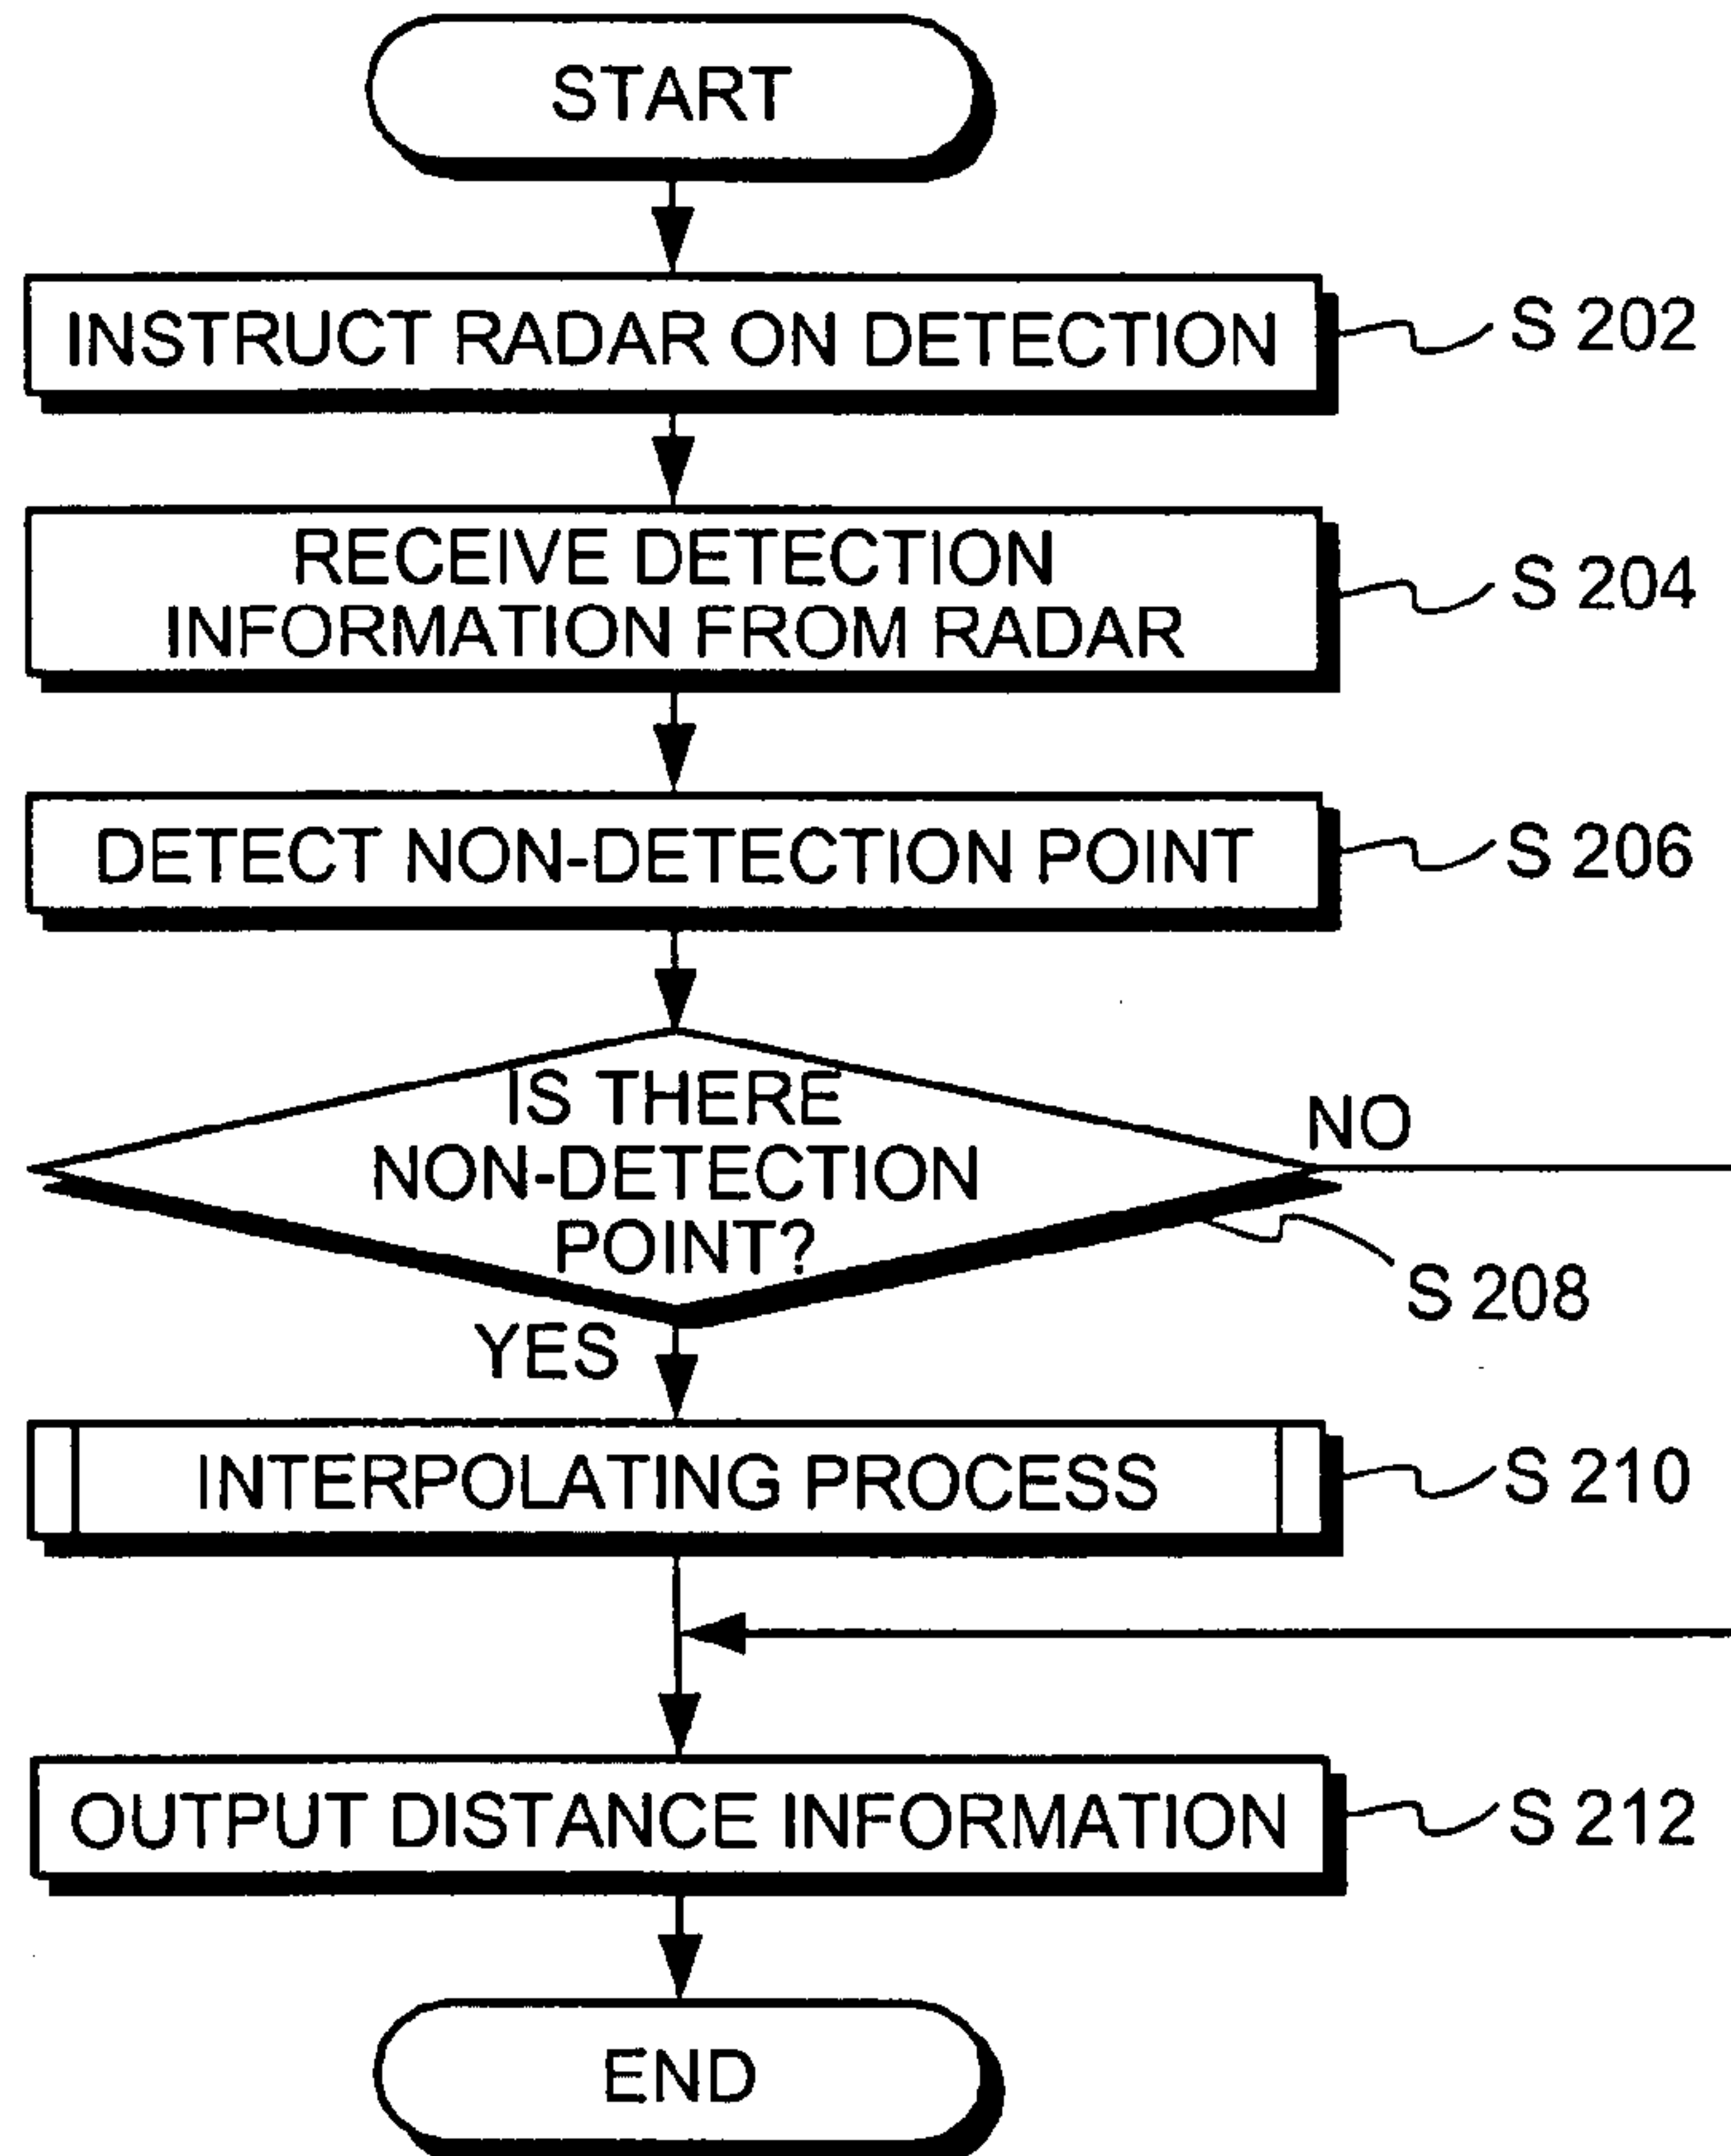 START
INSTRUCT RADAR ON DETECTION
S 202
RECEIVE DETECTION
INFORMATION FROM RADAR
S 204
DETECT NON-DETECTION POINT
S 206
IS THERE
NON-DETECTION
POINT?
NO
S 208
YES
INTERPOLATING PROCESS
S 210
OUTPUT DISTANCE INFORMATION
S 212
END